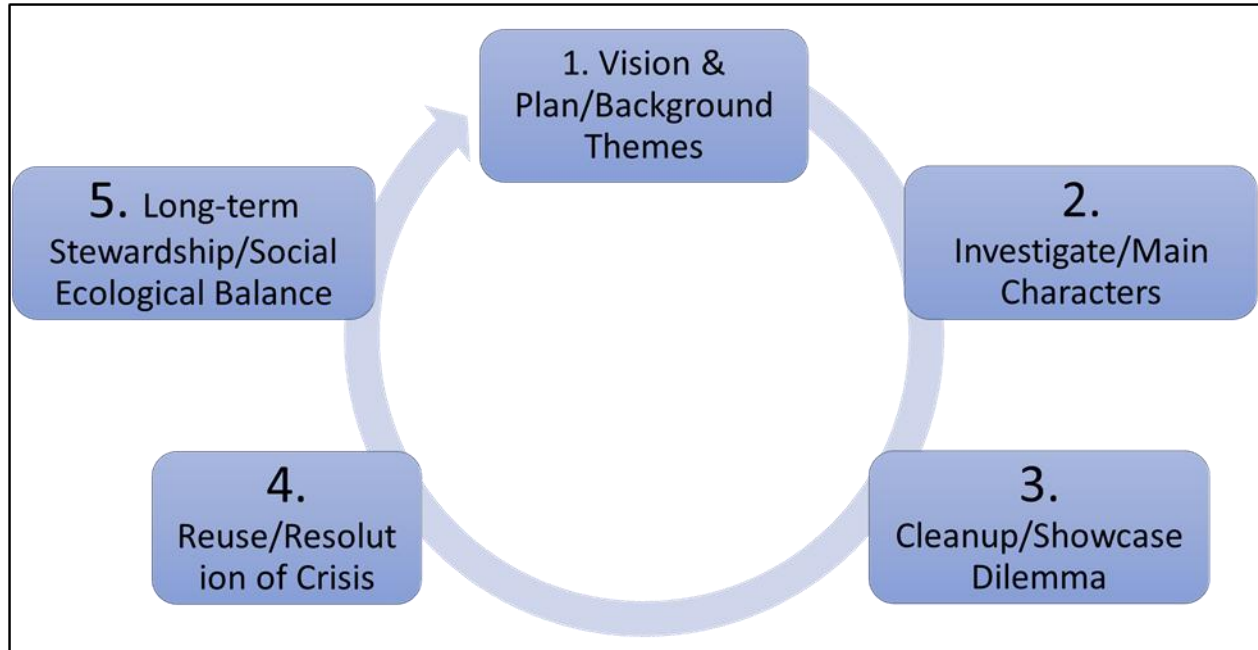 1. Vision &
Plan/Background
Themes
2.
Investigate/Main
Characters
3.
Cleanup/Showcase
Dilemma
4.
Reuse/Resolut
ion of Crisis
5. Long-term
Stewardship/Social
Ecological Balance